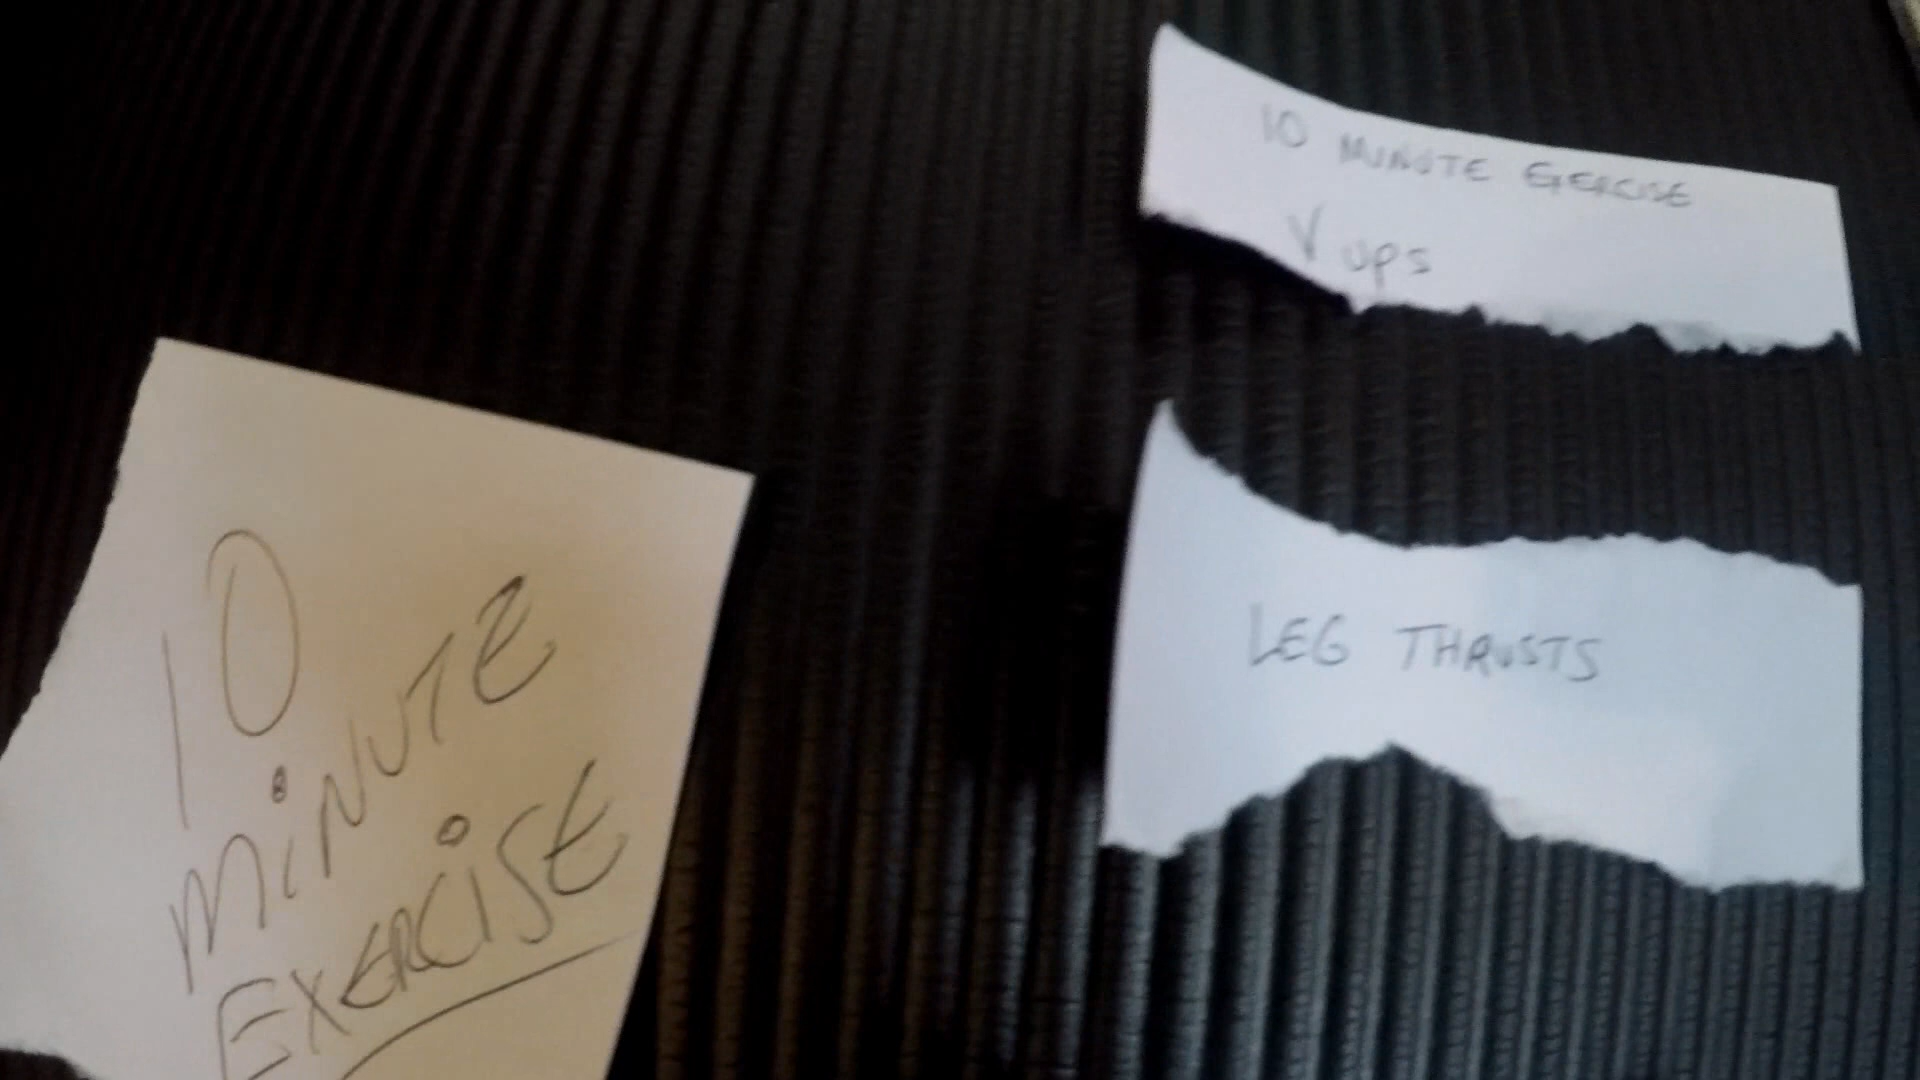 10
MiNUTE
EXERCiSE
10 MINUTE EXERCISE
V ups
LEG THRUSTS